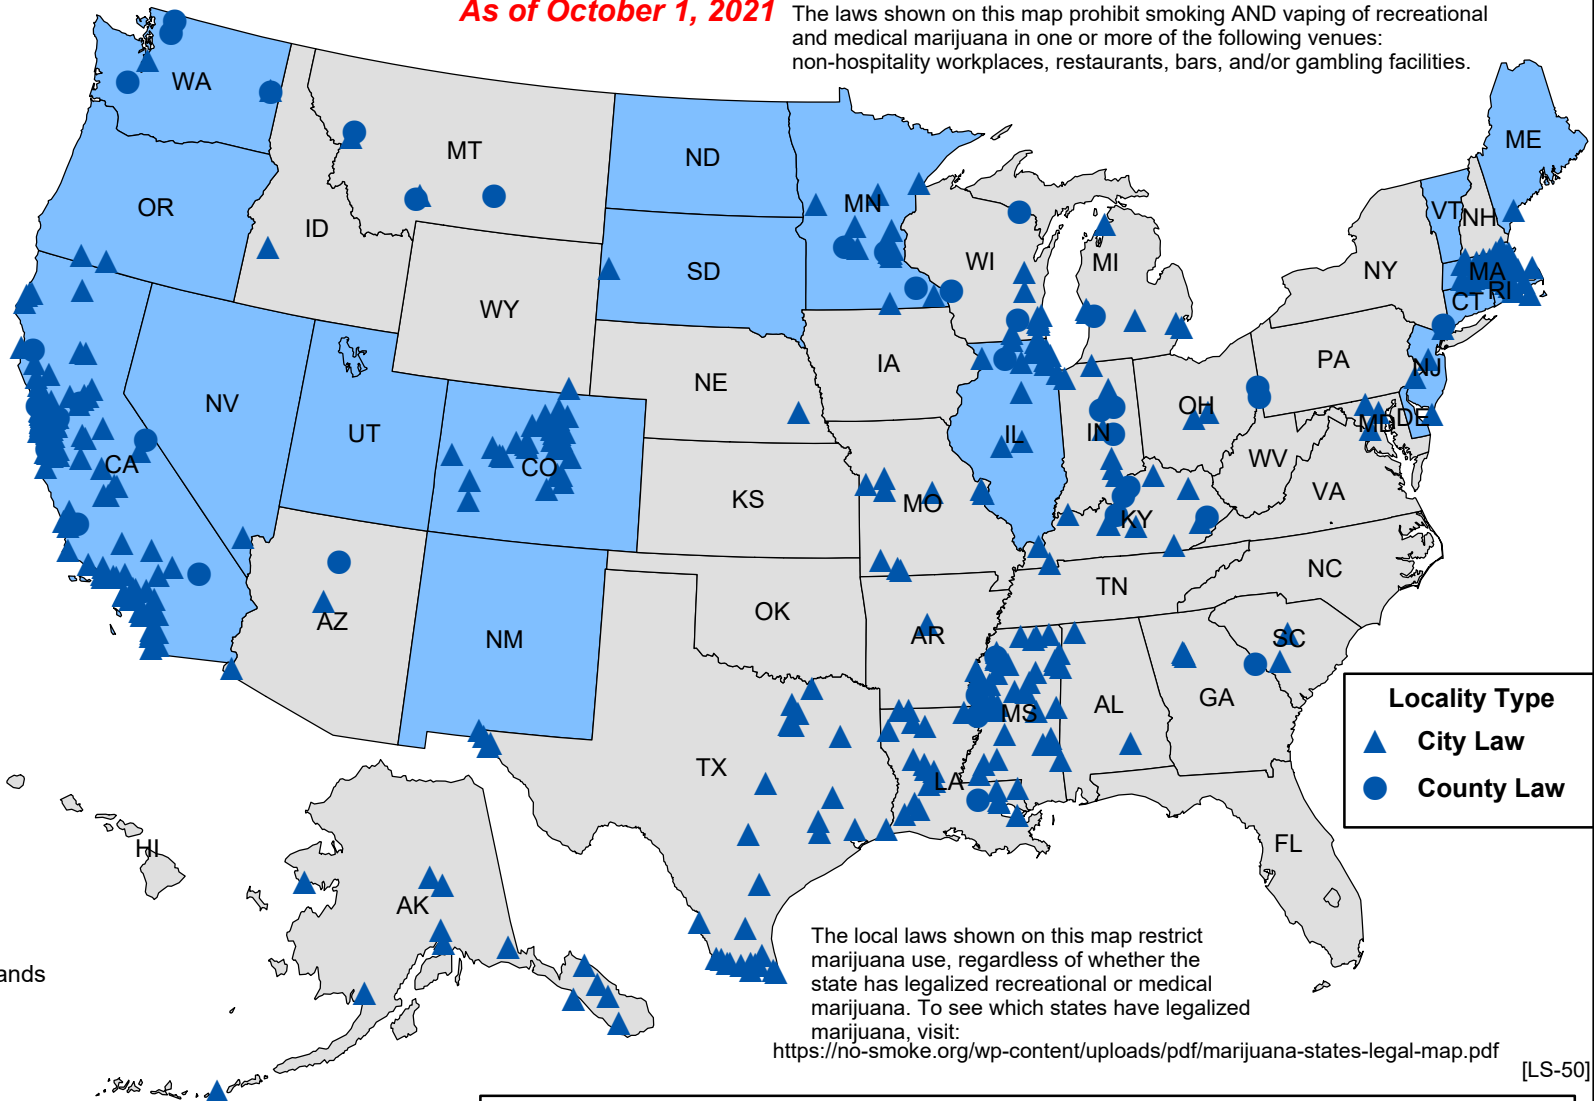 As of October 1, 2021
The laws shown on this map prohibit smoking AND vaping of recreational
and medical marijuana in one or more of the following venues:
non-hospitality workplaces, restaurants, bars, and/or gambling facilities.
WA
MT
ND
MN
ME
OR
ID
WY
SD
WI
MI
NY
VT
NH
MA
CT
RI
NV
UT
CO
NE
IA
IL
IN
OH
PA
NJ
MD
DE
CA
KS
MO
KY
WV
VA
AZ
NM
OK
AR
TN
NC
SC
TX
LA
MS
AL
GA
FL
HI
AK
Locality Type
City Law
County Law
ands
The local laws shown on this map restrict
marijuana use, regardless of whether the
state has legalized recreational or medical
marijuana. To see which states have legalized
marijuana, visit:
https://no-smoke.org/wp-content/uploads/pdf/marijuana-states-legal-map.pdf
[LS-50]